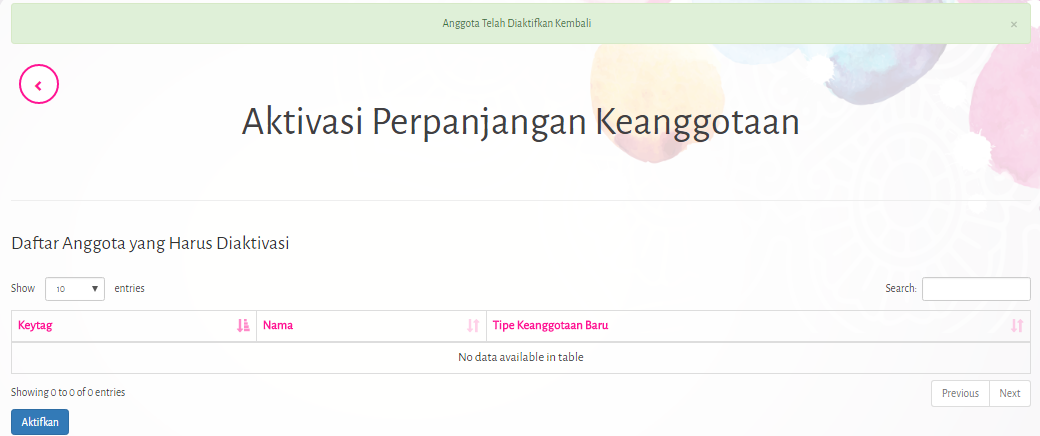 Anggota Telah Diaktifkan Kembali ×
Aktivasi Perpanjangan Keanggotaan
Daftar Anggota yang Harus Diaktivasi
Show 10 entries Search:
Keytag Nama Tipe Keanggotaan Baru
No data available in table
Showing 0 to 0 of 0 entries Previous Next
Aktifkan